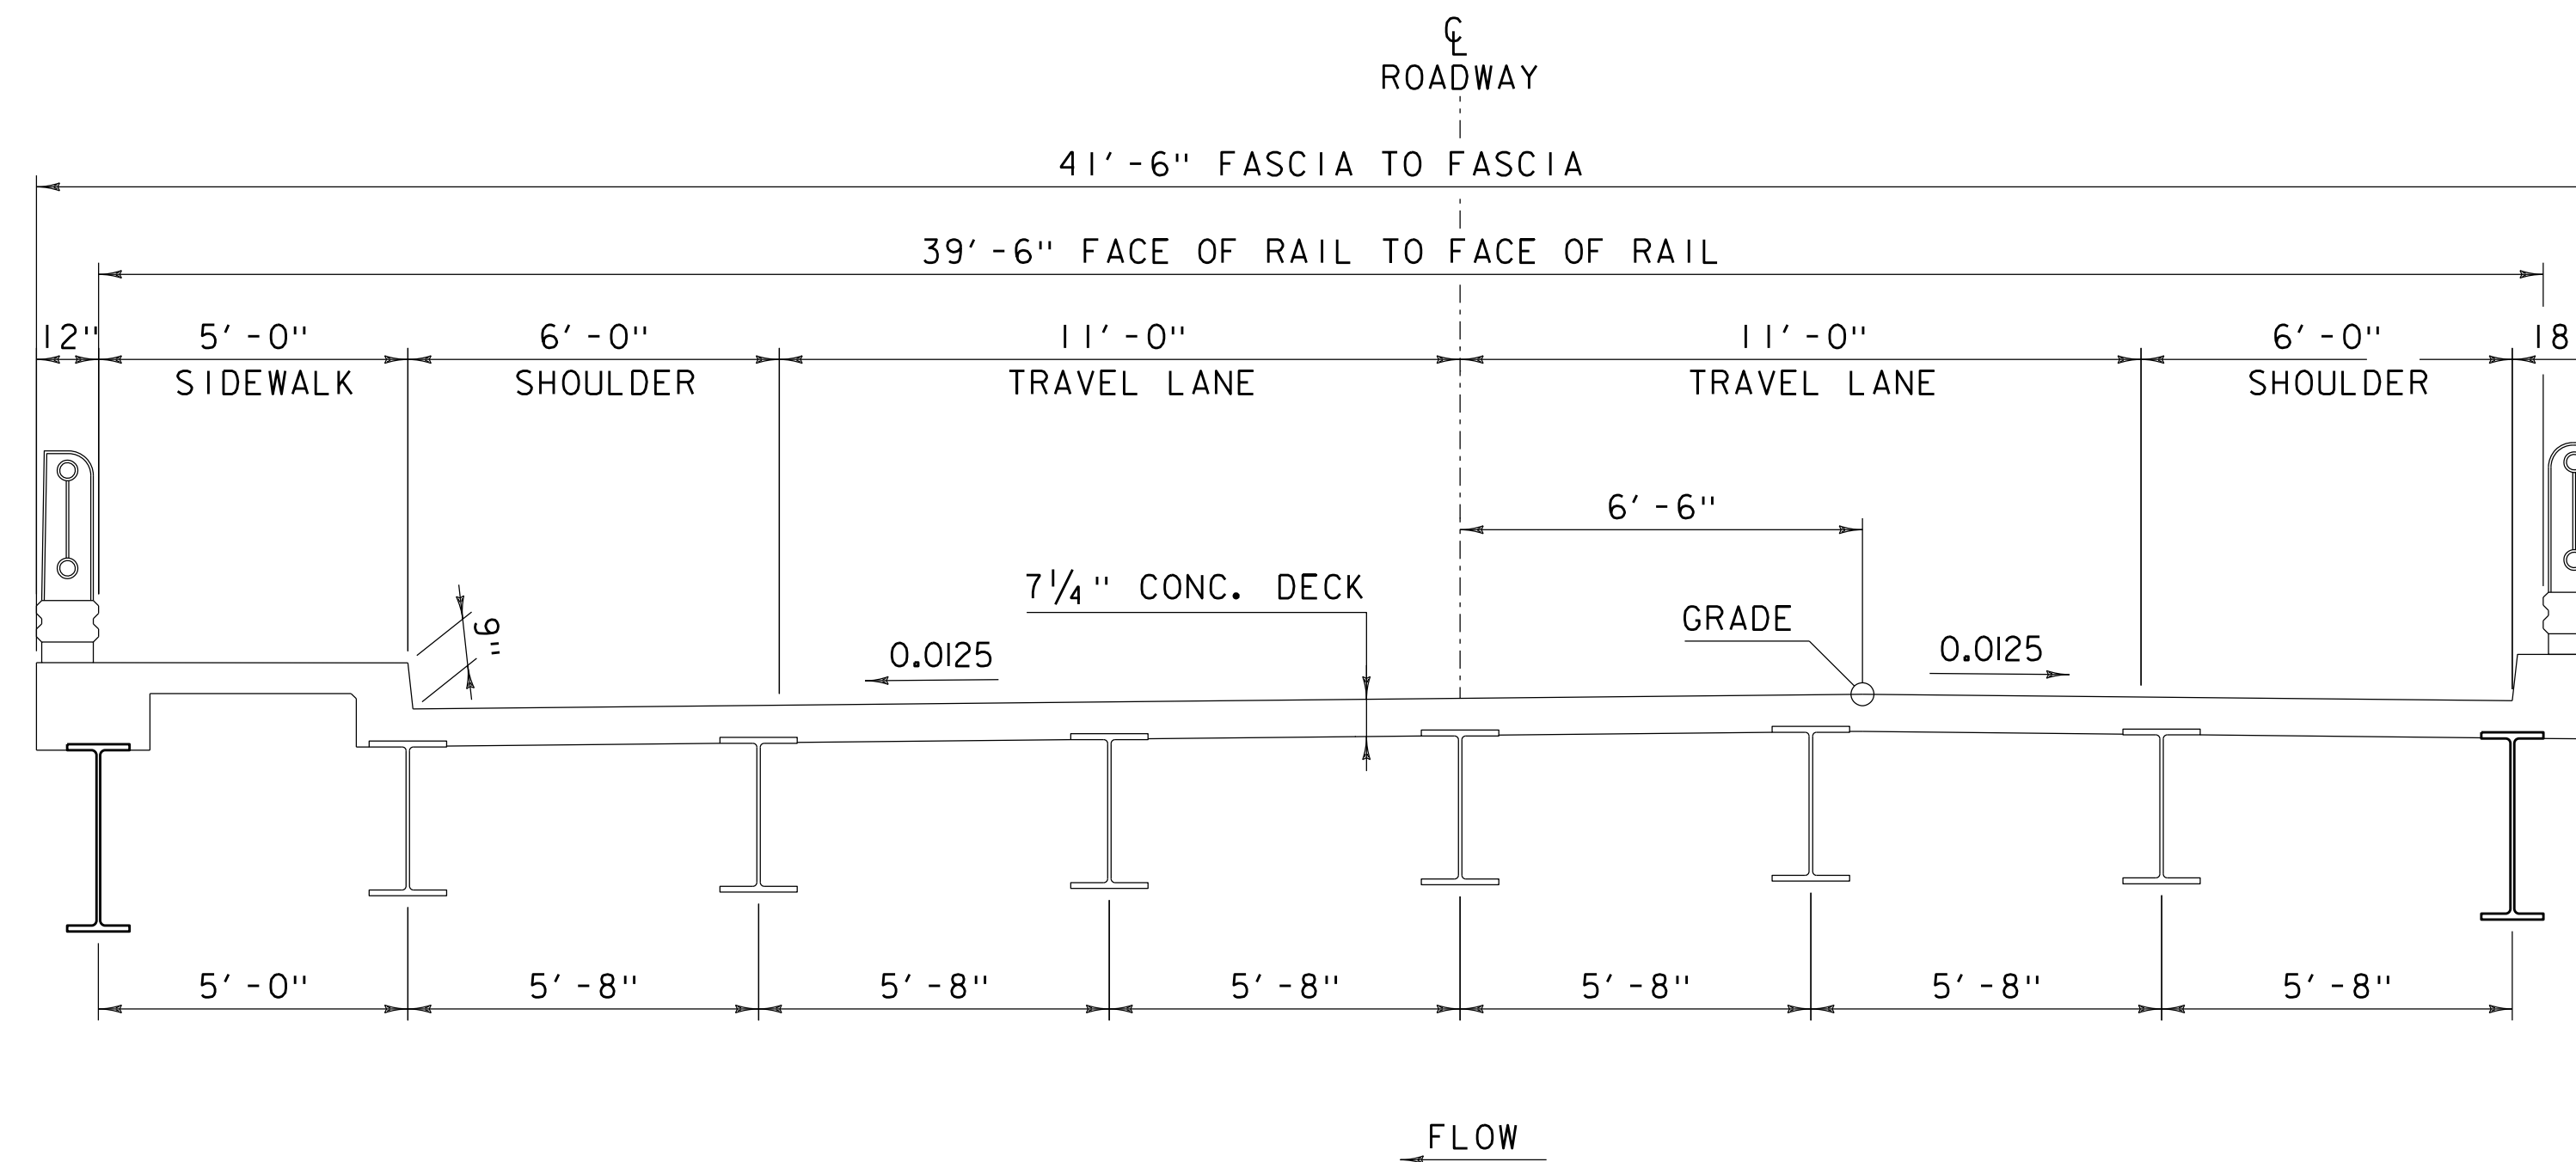 ℄
ROADWAY
41'-6" FASCIA TO FASCIA
39'-6" FACE OF RAIL TO FACE OF RAIL
12" 5'-0" 6'-0" 11'-0" 11'-0" 6'-0" 18
SIDEWALK SHOULDER TRAVEL LANE TRAVEL LANE SHOULDER
6'-6"
7 1/4" CONC. DECK
GRADE
9"
0.0125 0.0125
5'-0" 5'-8" 5'-8" 5'-8" 5'-8" 5'-8" 5'-8"
FLOW